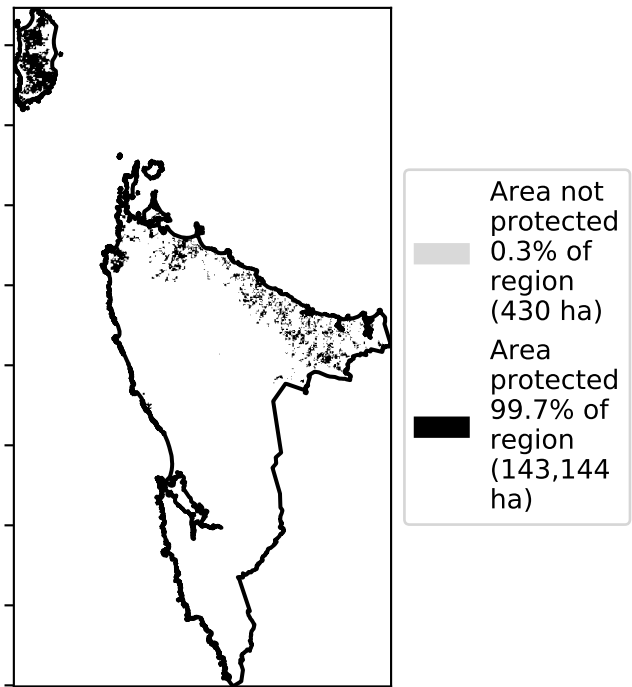 Area not
protected
0.3% of
region
(430 ha)
Area
protected
99.7% of
region
(143,144
ha)